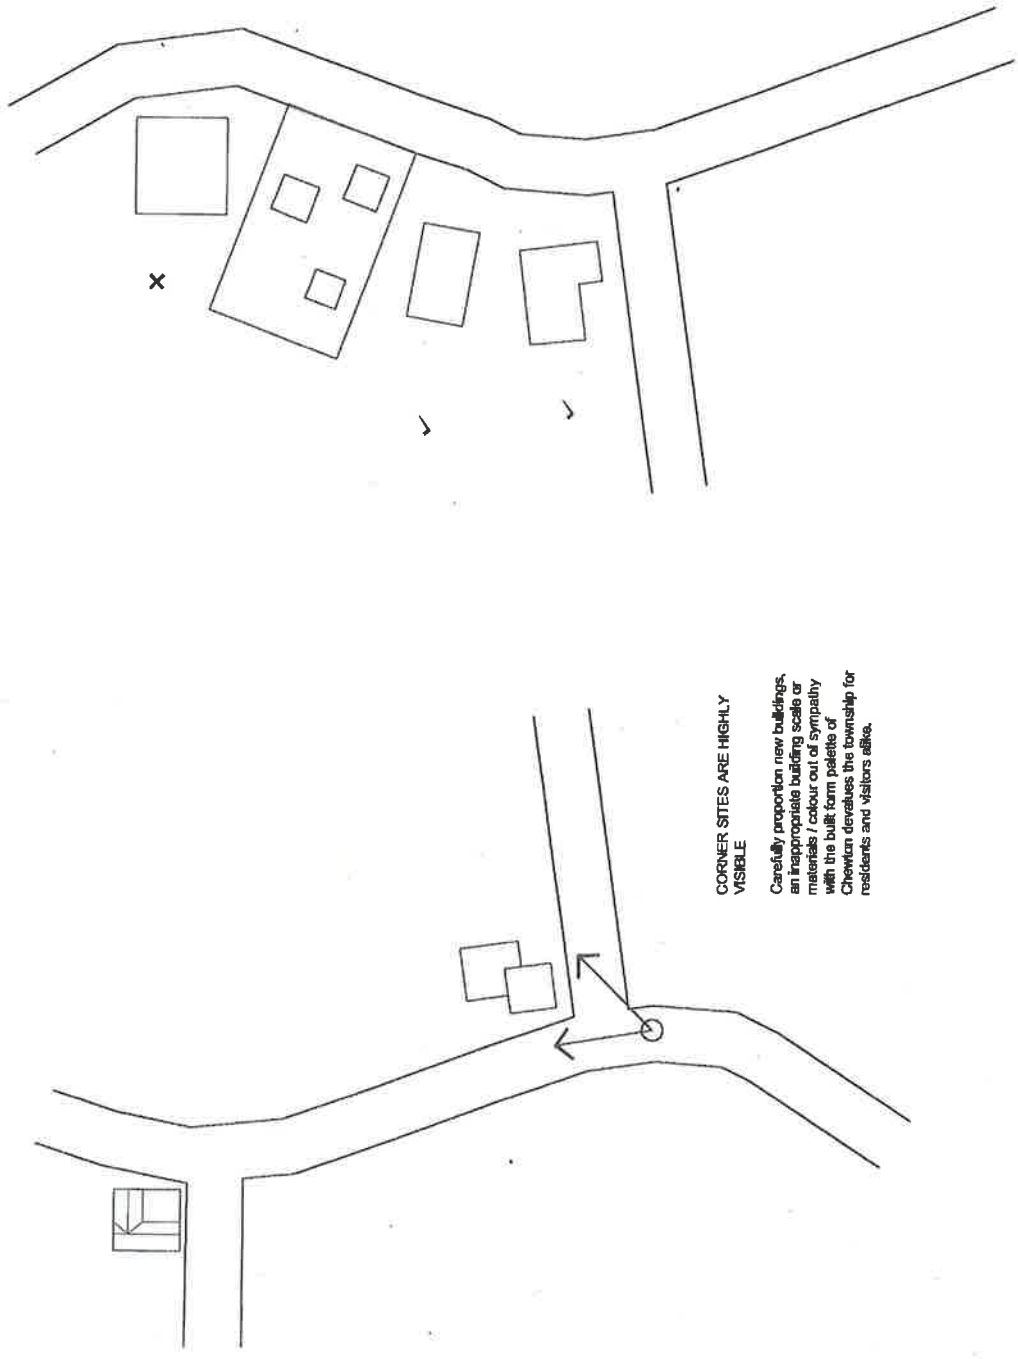 CORNER SITES ARE HIGHLY
VISIBLE
Carefully proportion new buildings,
an inappropriate building scale or
materials / colour out of sympathy
with the built form palette of
Chewton devalues the township for
residents and visitors alike.